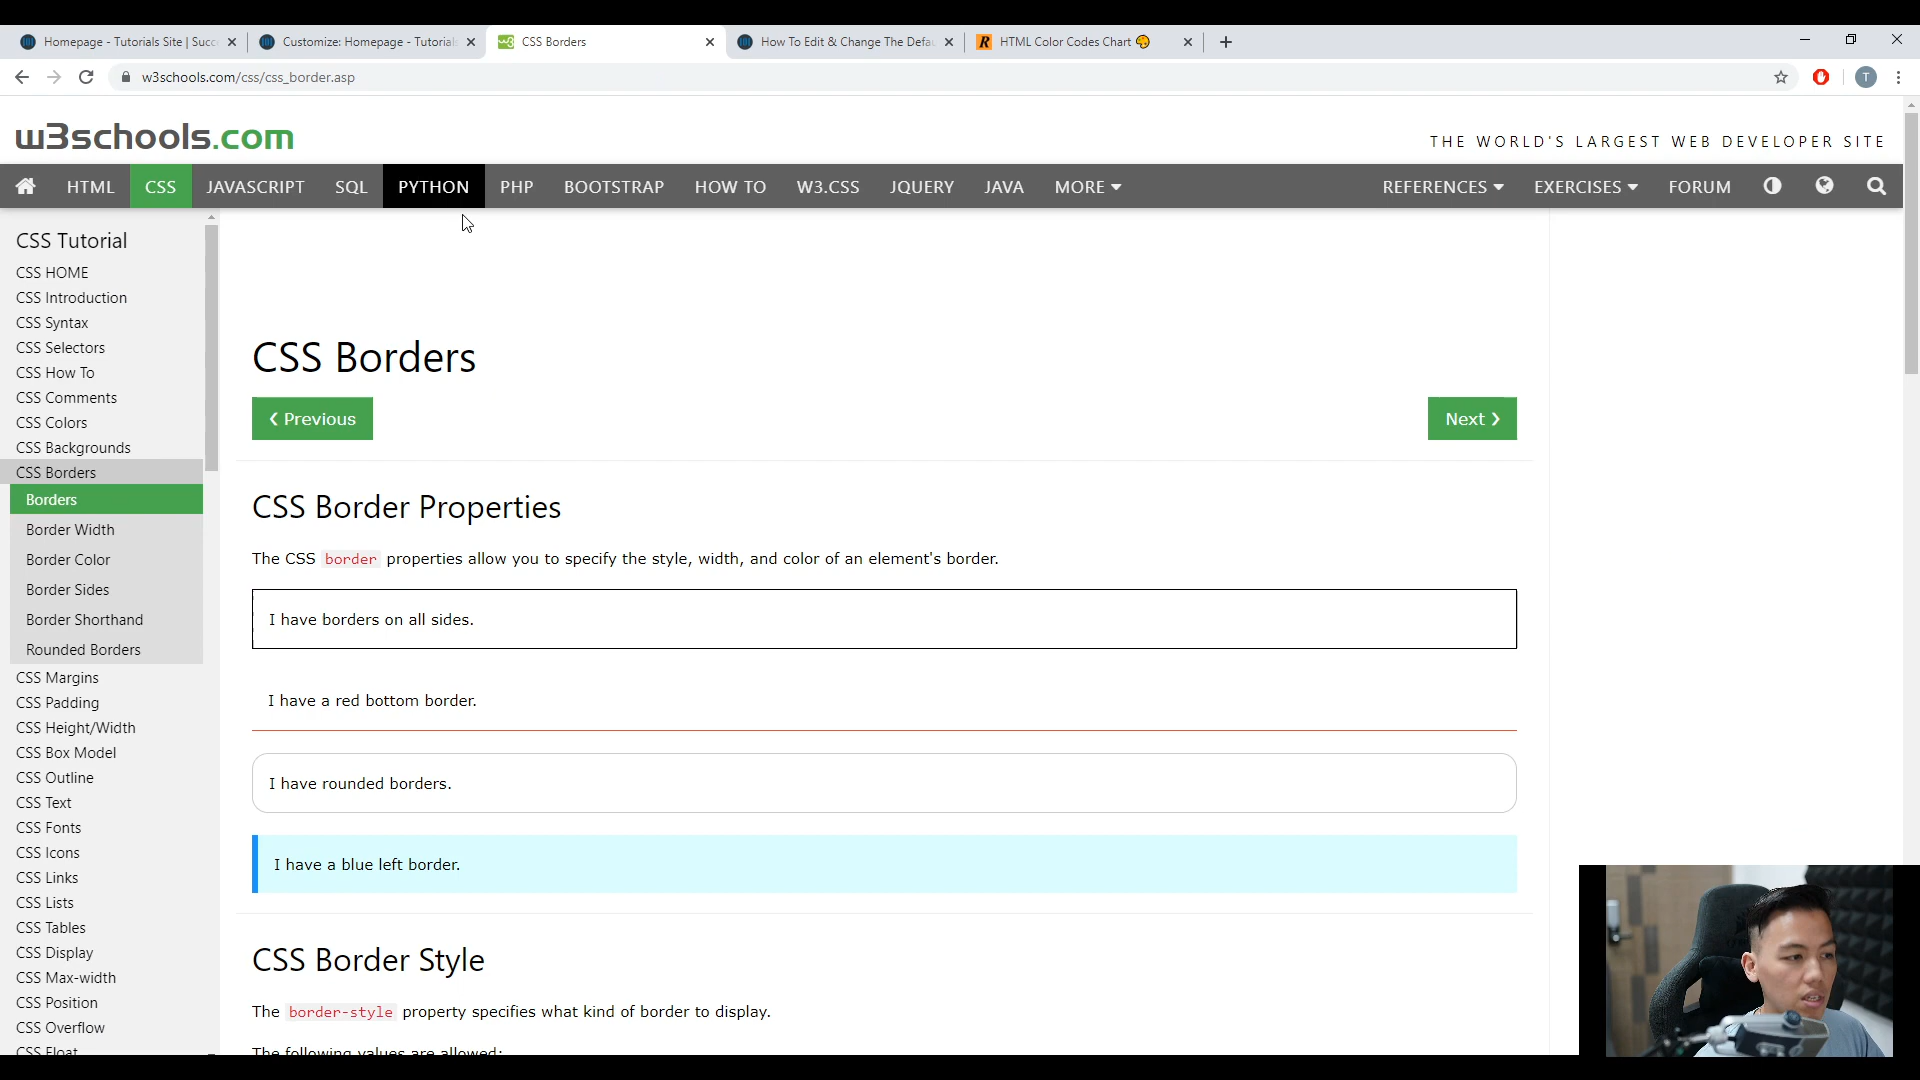 Homepage - Tutorials Site | Succ
Customize: Homepage - Tutorial
CSS Borders
How To Edit & Change The Defau
HTML Color Codes Chart
w3schools.com/css/css_border.asp
T
w3schools.com
THE WORLD'S LARGEST WEB DEVELOPER SITE
HTML CSS JAVASCRIPT SQL PYTHON PHP BOOTSTRAP HOW TO W3.CSS JQUERY JAVA MORE REFERENCES EXERCISES FORUM
CSS Tutorial
CSS HOME
CSS Introduction
CSS Syntax
CSS Selectors
CSS How To
CSS Comments
CSS Colors
CSS Backgrounds
CSS Borders
Borders
Border Width
Border Color
Border Sides
Border Shorthand
Rounded Borders
CSS Margins
CSS Padding
CSS Height/Width
CSS Box Model
CSS Outline
CSS Text
CSS Fonts
CSS Icons
CSS Links
CSS Lists
CSS Tables
CSS Display
CSS Max-width
CSS Position
CSS Overflow
CSS Float
CSS Borders
❮ Previous
Next ❯
CSS Border Properties
The CSS border properties allow you to specify the style, width, and color of an element's border.
I have borders on all sides.
I have a red bottom border.
I have rounded borders.
I have a blue left border.
CSS Border Style
The border-style property specifies what kind of border to display.
The following values are allowed: